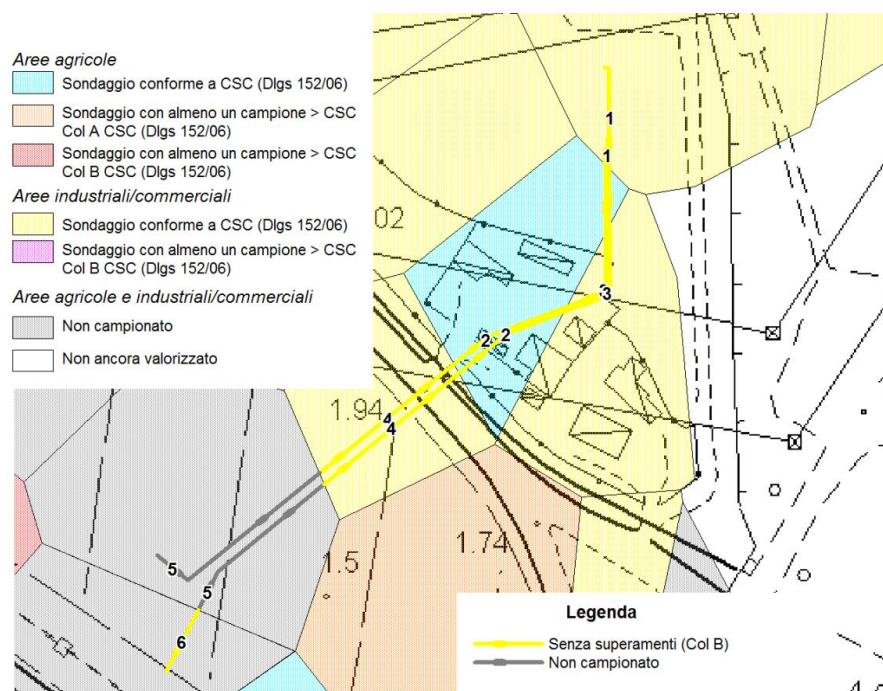 Aree agricole
Sondaggio conforme a CSC (Dlgs 152/06)
Sondaggio con almeno un campione > CSC
Col A CSC (Dlgs 152/06)
Sondaggio con almeno un campione > CSC
Col B CSC (Dlgs 152/06)
Aree industriali/commerciali
Sondaggio conforme a CSC (Dlgs 152/06)
Sondaggio con almeno un campione > CSC
Col B CSC (Dlgs 152/06)
Aree agricole e industriali/commerciali
Non campionato
Non ancora valorizzato
1
1
02
3
2
2
1.94
4
4
1.5
1.74
5
5
6
Legenda
Senza superamenti (Col B)
Non campionato